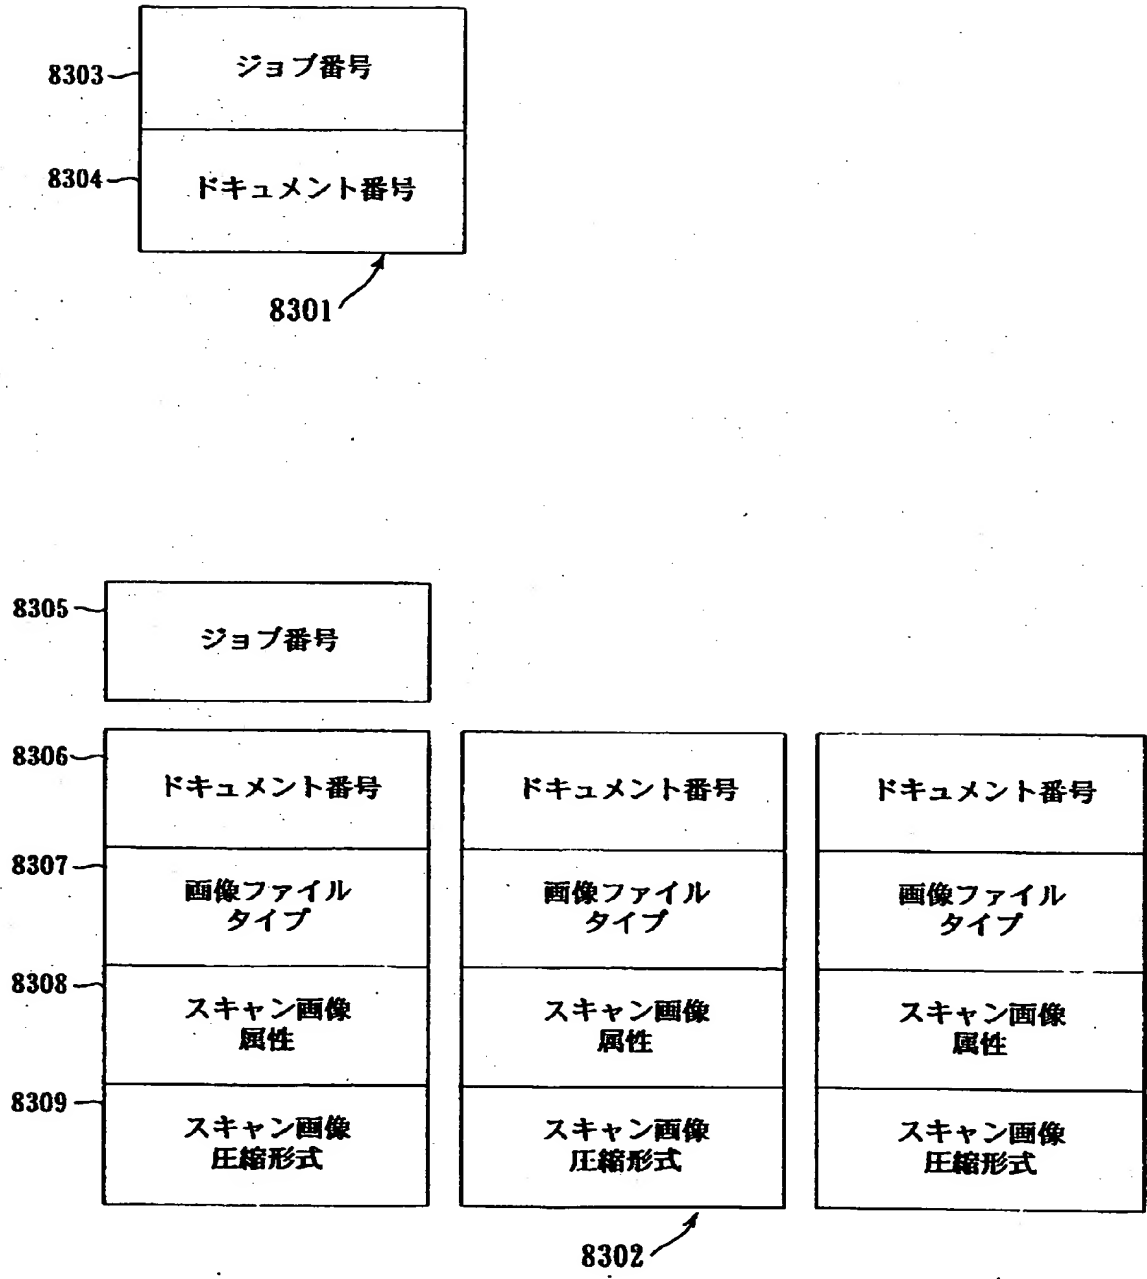 8303
ジョブ番号
8304
ドキュメント番号
8301
8305
ジョブ番号
8306
ドキュメント番号
ドキュメント番号
ドキュメント番号
8307
画像ファイル
タイプ
画像ファイル
タイプ
画像ファイル
タイプ
8308
スキャン画像
属性
スキャン画像
属性
スキャン画像
属性
8309
スキャン画像
圧縮形式
スキャン画像
圧縮形式
スキャン画像
圧縮形式
8302